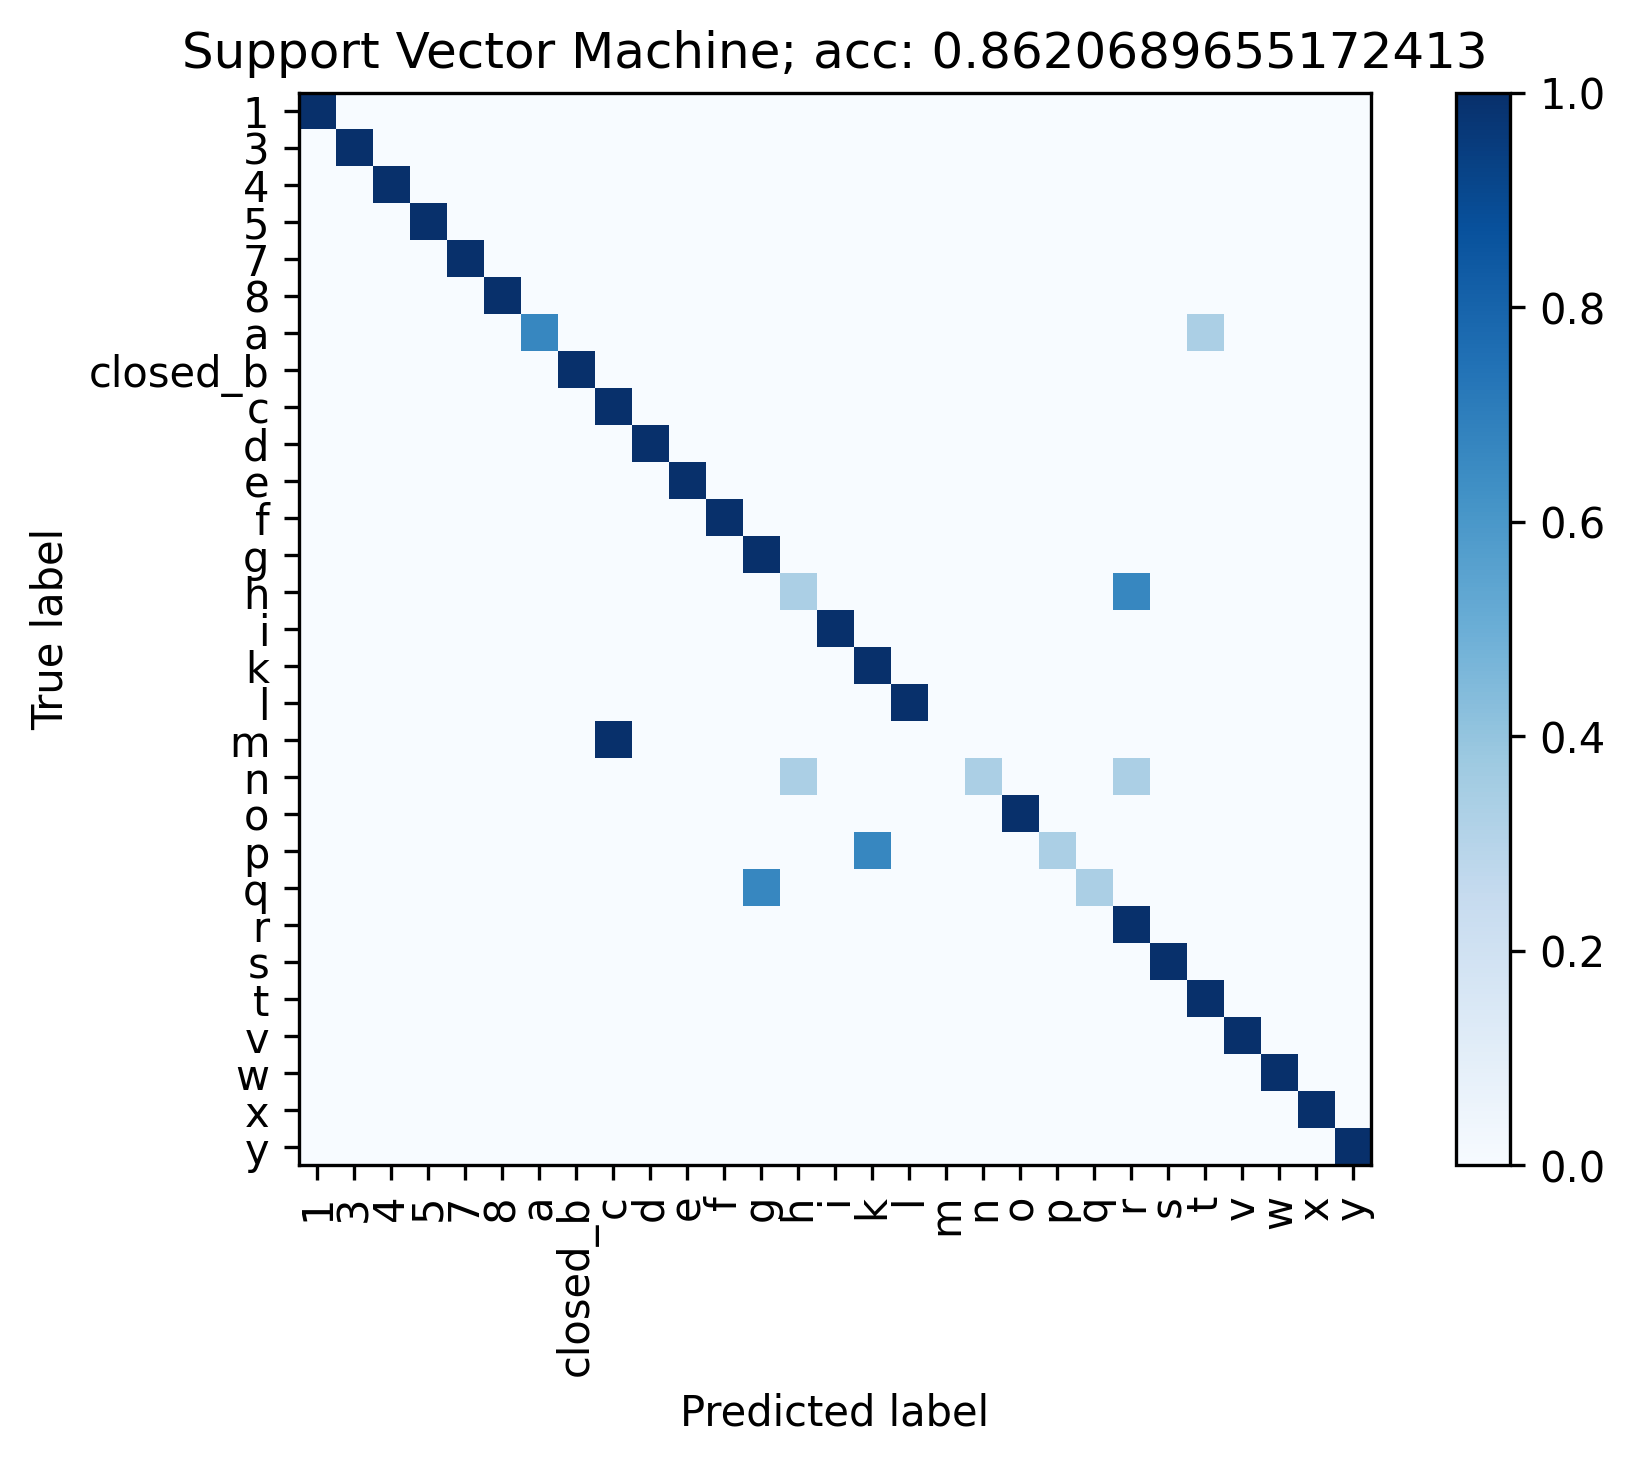 Support Vector Machine; acc: 0.8620689655172413
1
3
4
5
7
8
a
closed_b
c
d
e
f
g
h
i
k
l
m
n
o
p
q
r
s
t
v
w
x
y
True label
1 3 4 5 7 8 a closed_b c d e f g h i k l m n o p q r s t v w x y
Predicted label
1.0
0.8
0.6
0.4
0.2
0.0